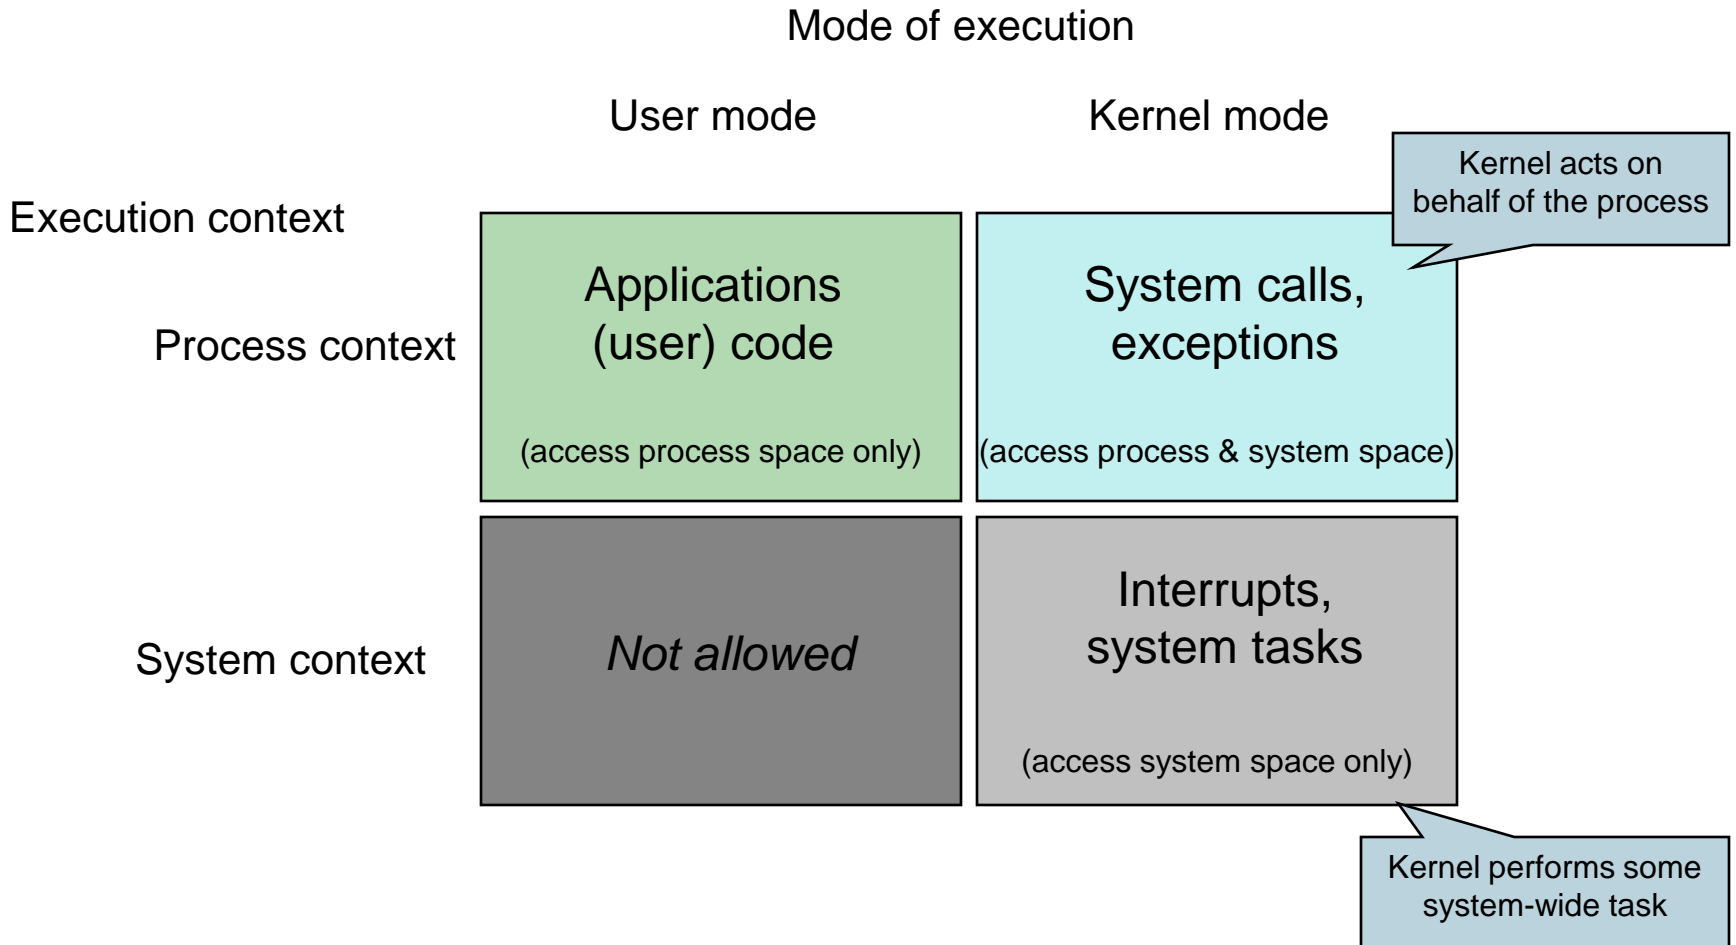 Mode of execution
User mode
Kernel mode
Kernel acts on
behalf of the process
Execution context
Process context
Applications
(user) code
(access process space only)
System calls,
exceptions
(access process & system space)
System context
Not allowed
Interrupts,
system tasks
(access system space only)
Kernel performs some
system-wide task